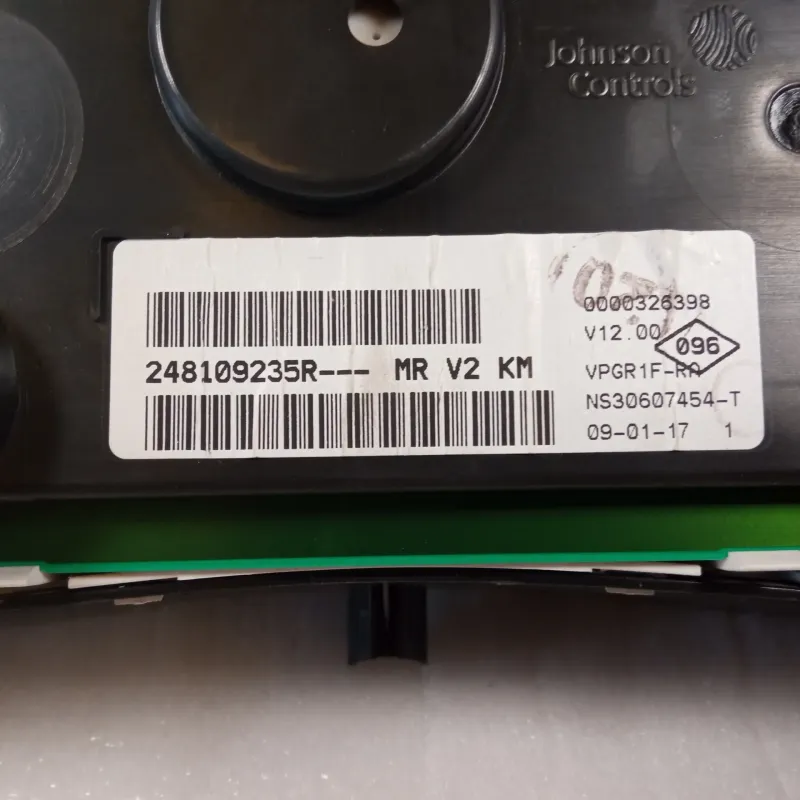 Johnson
Controls
0000326398
V12.00
096
248109235R--- MR V2 KM
VPGR1F-RA
NS30607454-T
09-01-17 1